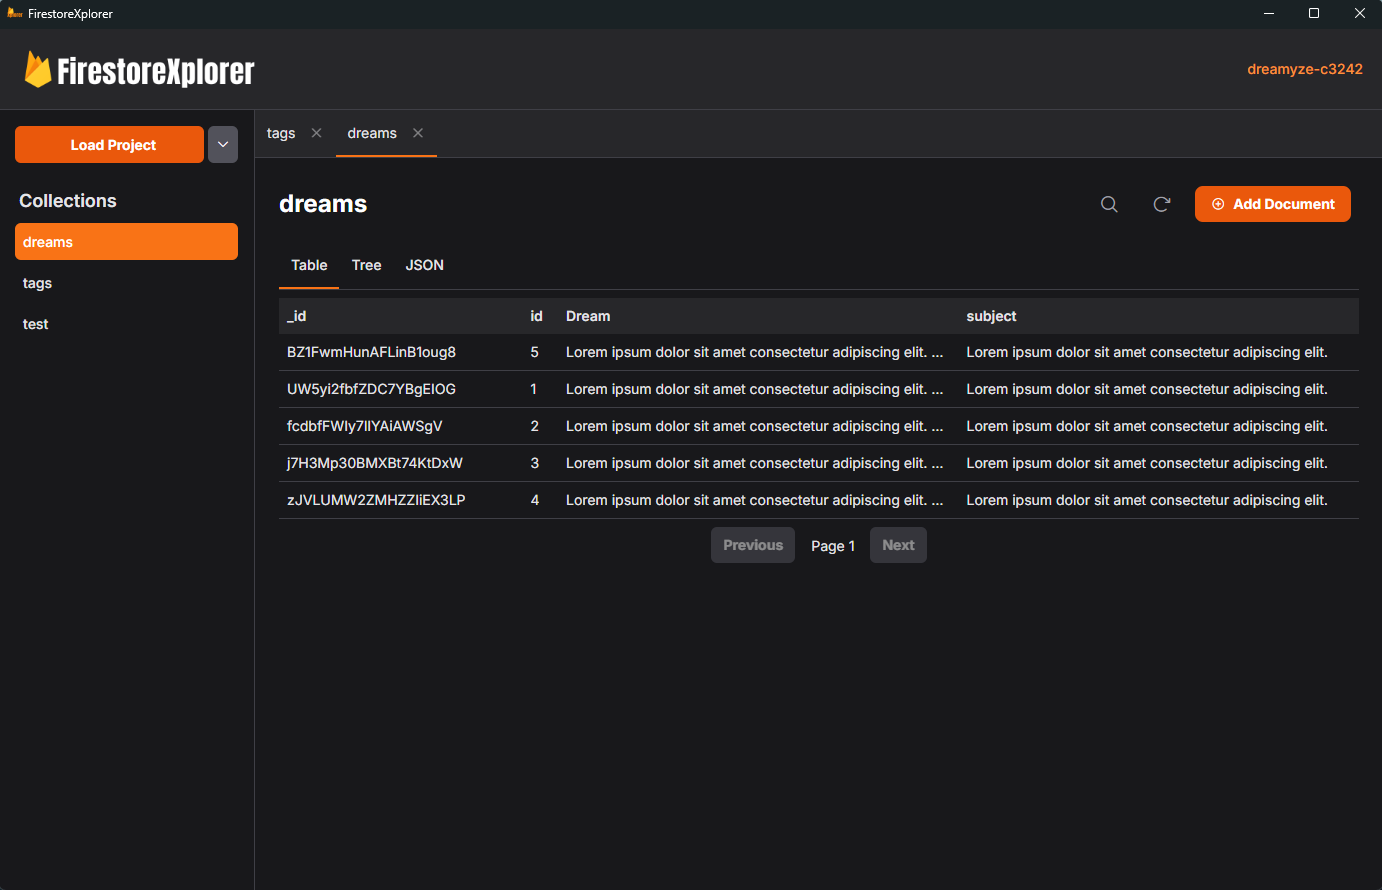 FirestoreXplorer
FirestoreXplorer
dreamyze-c3242
Load Project
tags
dreams
Collections
dreams
tags
test
dreams
Add Document
Table Tree JSON
_id id Dream subject
BZ1FwmHunAFLinB1oug8 5 Lorem ipsum dolor sit amet consectetur adipiscing elit. ... Lorem ipsum dolor sit amet consectetur adipiscing elit.
UW5yi2fbfZDC7YBgEIOG 1 Lorem ipsum dolor sit amet consectetur adipiscing elit. ... Lorem ipsum dolor sit amet consectetur adipiscing elit.
fcdbfFWIy7IIYAiAWSgV 2 Lorem ipsum dolor sit amet consectetur adipiscing elit. ... Lorem ipsum dolor sit amet consectetur adipiscing elit.
j7H3Mp30BMXBt74KtDxW 3 Lorem ipsum dolor sit amet consectetur adipiscing elit. ... Lorem ipsum dolor sit amet consectetur adipiscing elit.
zJVLUMW2ZMHZZIiEX3LP 4 Lorem ipsum dolor sit amet consectetur adipiscing elit. ... Lorem ipsum dolor sit amet consectetur adipiscing elit.
Previous Page 1 Next